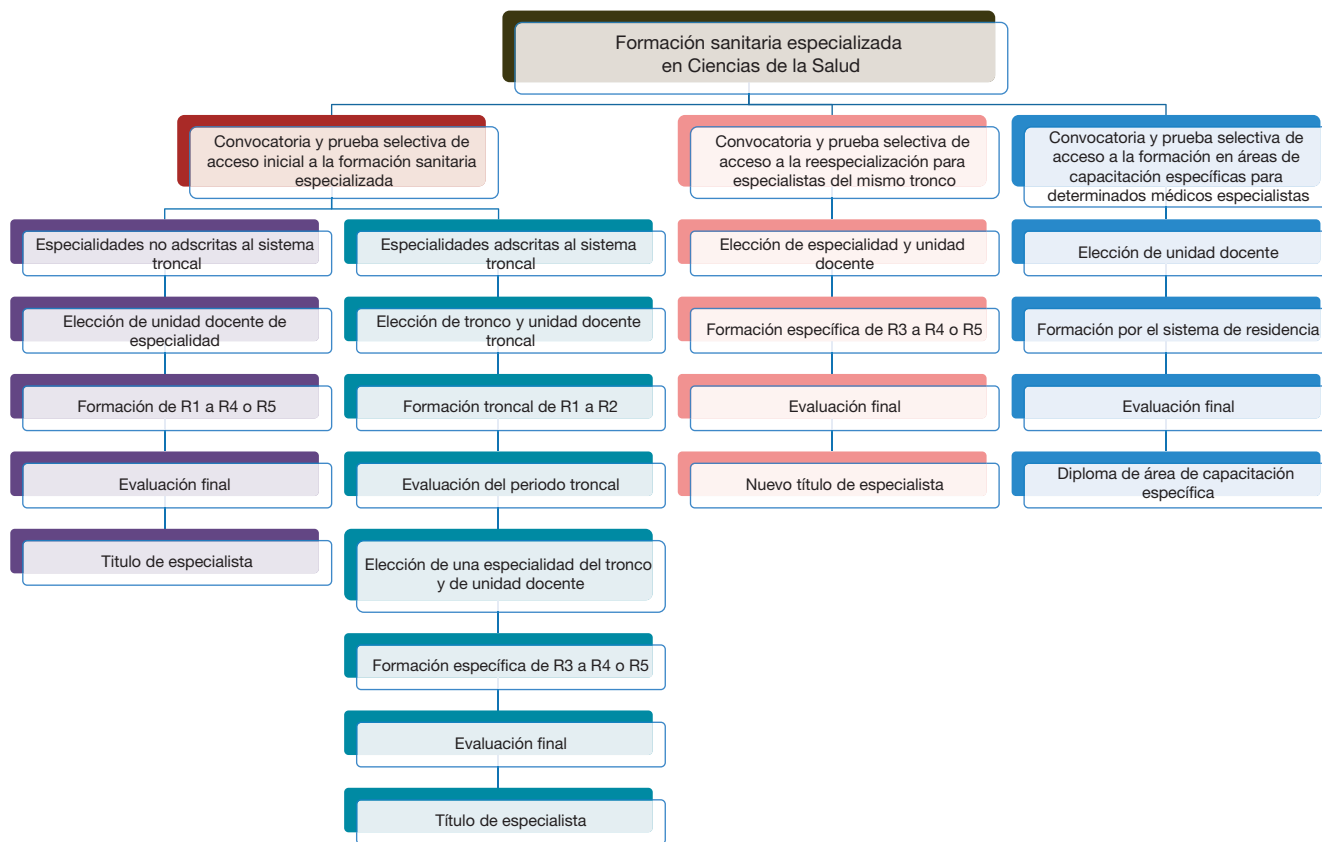 Formación sanitaria especializada
en Ciencias de la Salud
Convocatoria y prueba selectiva de
acceso inicial a la formación sanitaria
especializada
Convocatoria y prueba selectiva de
acceso a la reespecialización para
especialistas del mismo tronco
Convocatoria y prueba selectiva de
acceso a la formación en áreas de
capacitación específicas para
determinados médicos especialistas
Especialidades no adscritas al sistema
troncal
Especialidades adscritas al sistema
troncal
Elección de especialidad y unidad
docente
Elección de unidad docente
Elección de unidad docente de
especialidad
Elección de tronco y unidad docente
troncal
Formación específica de R3 a R4 o R5
Formación por el sistema de residencia
Formación de R1 a R4 o R5
Formación troncal de R1 a R2
Evaluación final
Evaluación final
Evaluación final
Evaluación del periodo troncal
Nuevo título de especialista
Diploma de área de capacitación
específica
Titulo de especialista
Elección de una especialidad del tronco
y de unidad docente
Formación específica de R3 a R4 o R5
Evaluación final
Título de especialista